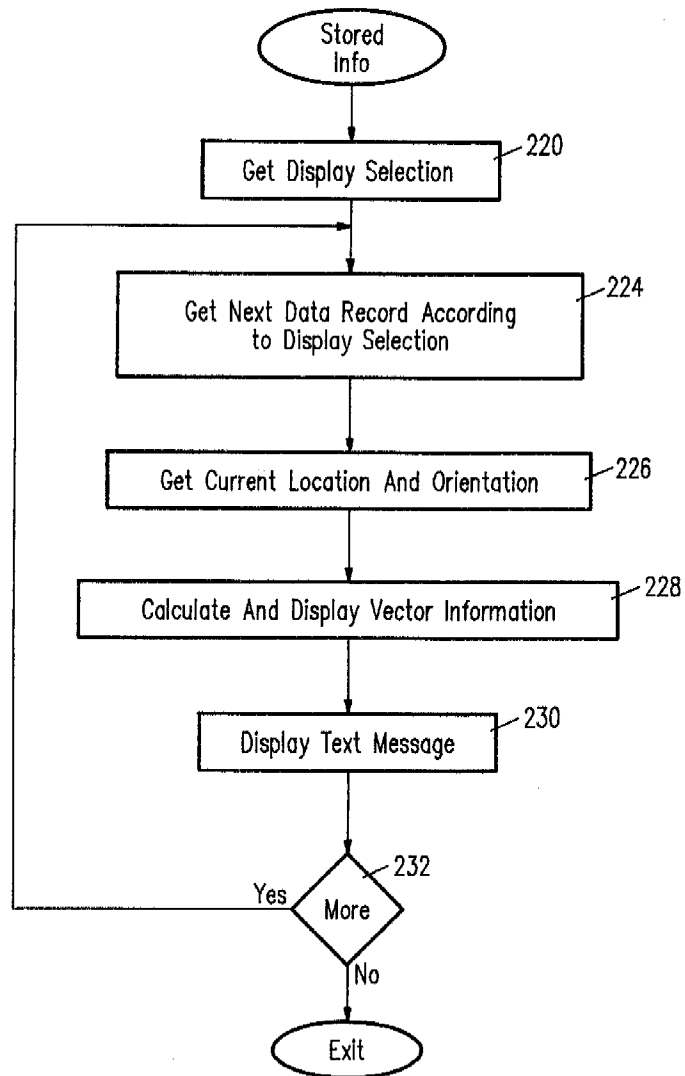 Stored
Info
220
Get Display Selection
224
Get Next Data Record According
to Display Selection
226
Get Current Location And Orientation
228
Calculate And Display Vector Information
230
Display Text Message
232
Yes
More
No
Exit